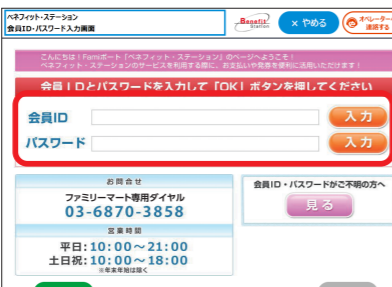 ベネフィット・ステーション
会員ID・パスワード入力画面
Benefit
Station
× やめる
オペレーター
連絡する
こんにちは！Famiポート「ベネフィット・ステーション」のページへようこそ！
ベネフィット・ステーションのサービスを利用する際に、お支払いや発券を便利に活用いただけます！
会員IDとパスワードを入力して「OK」ボタンを押してください
会員ID
入力
パスワード
入力
お問合せ
ファミリーマート専用ダイヤル
03-6870-3858
営業時間
平日:10:00～21:00
土日祝:10:00～18:00
※年末年始は除く
会員ID・パスワードがご不明の方へ
見る